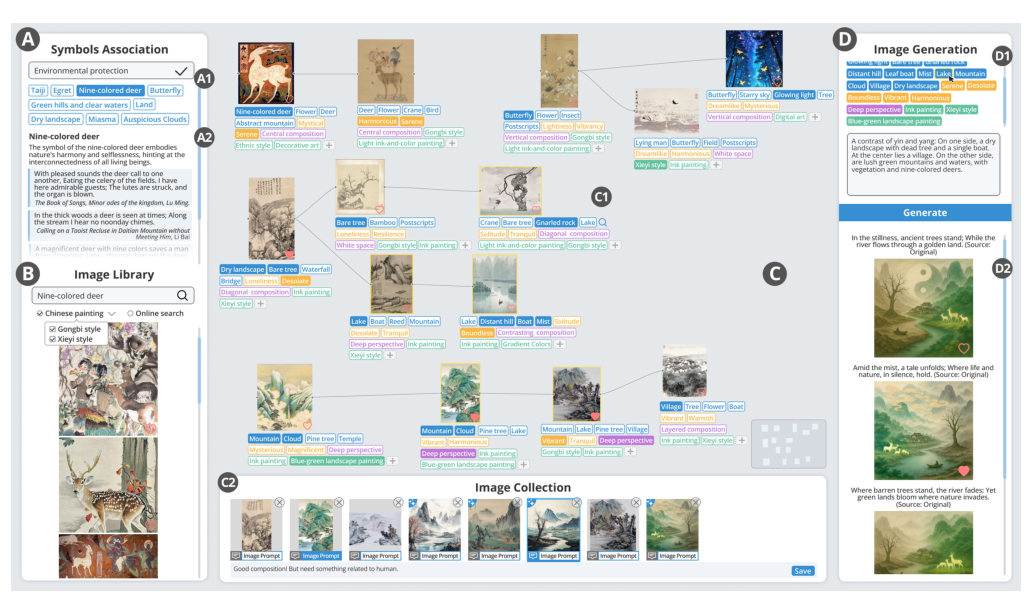 A
Symbols Association
Environmental protection
A1
Taiji Egret Nine-colored deer Butterfly
Green hills and clear waters Land
Dry landscape Miasma Auspicious Clouds
A2
Nine-colored deer
The symbol of the nine-colored deer embodies
nature's harmony and selflessness, hinting at the
interconnectedness of all living beings.
With pleased sounds the deer call to one
another, Eating the celery of the fields. I have
here admirable guests; The lutes are struck, and
the organ is blown.
The Book of Songs, Minor odes of the kingdom, Lu Ming.
In the thick woods a deer is seen at times; Along
the stream I hear no noonday chimes.
Calling on a Taoist Recluse in Daitian Mountain without
Meeting Him, Li Bai
A magnificent deer with nine colors saves a man
B
Image Library
Nine-colored deer
Chinese painting Online search
Gongbi style
Xieyi style
Nine-colored deer Flower Deer
Abstract mountain Mystical
Serene Central composition
Ethnic style Decorative art +
Deer Flower Crane Bird
Harmonious Serene
Central composition Gongbi style
Light ink-and-color painting +
Butterfly Flower Insect
Postscripts Lightness Vibrancy
Vertical composition Gongbi style
Light ink-and-color painting +
Butterfly Starry sky Glowing light Tree
Dreamlike Mysterious
Vertical composition Digital art +
Lying man Butterfly Field Postscripts
Dreamlike Harmonious White space
Xieyi style Ink painting +
Bare tree Bamboo Postscripts
Loneliness Resilience
White space Gongbi style Ink painting +
C1
Crane Bare tree Gnarled rock Lake
Solitude Tranquil Diagonal composition
Light ink-and-color painting Gongbi style +
Dry landscape Bare tree Waterfall
Bridge Loneliness Desolate
Diagonal composition Ink painting
Xieyi style +
C
Lake Boat Reed Mountain
Desolate Tranquil
Deep perspective Ink painting
Xieyi style +
Lake Distant hill Boat Mist Solitude
Boundless Contrasting composition
Ink painting Gradient Colors +
Mountain Cloud Pine tree Temple
Mysterious Magnificent Deep perspective
Ink painting Blue-green landscape painting +
Mountain Cloud Pine tree Lake
Vibrant Harmonious
Deep perspective Ink painting
Blue-green landscape painting +
Mountain Lake Pine tree Village
Vibrant Tranquil Deep perspective
Gongbi style Ink painting +
Village Tree Flower Boat
Vibrant Warmth
Layered composition
Ink painting Xieyi style +
C2
Image Collection
Image Prompt Image Prompt Image Prompt Image Prompt Image Prompt Image Prompt Image Prompt Image Prompt
Good composition! But need something related to human.
Save
D
Image Generation
D1
Glowing light Bare tree Gnarled rock
Distant hill Leaf boat Mist Lake Mountain
Cloud Village Dry landscape Serene Desolate
Boundless Vibrant Harmonious
Deep perspective Ink painting Xieyi style
Blue-green landscape painting
A contrast of yin and yang: On one side, a dry
landscape with dead tree and a single boat.
At the center lies a village. On the other side,
are lush green mountains and waters, with
vegetation and nine-colored deers.
Generate
In the stillness, ancient trees stand; While the
river flows through a golden land. (Source:
Original)
D2
Amid the mist, a tale unfolds; Where life and
nature, in silence, hold. (Source: Original)
Where barren trees stand, the river fades; Yet
green lands bloom where nature invades.
(Source: Original)